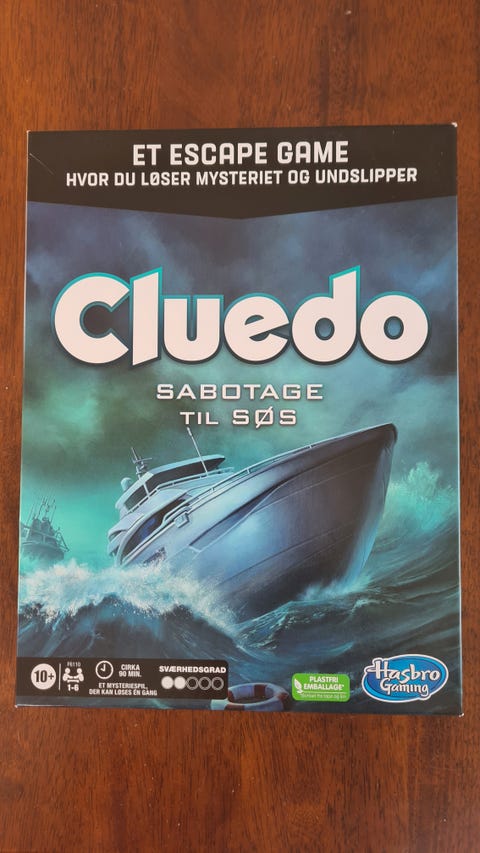 ET ESCAPE GAME
HVOR DU LØSER MYSTERIET OG UNDSLIPPER
Cluedo
SABOTAGE
TIL SØS
10+
F6110
1-6
CIRKA
90 MIN.
ET MYSTERIESPIL,
DER KAN LØSES ÉN GANG
SVÆRHEDSGRAD
PLASTFRI
EMBALLAGE*
Hasbro
Gaming